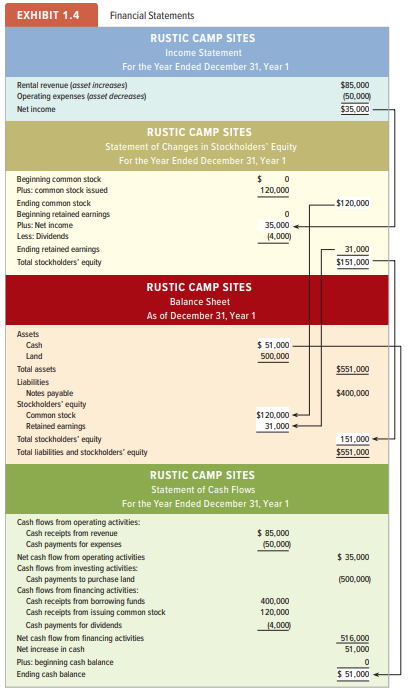 EXHIBIT 1.4 Financial Statements
RUSTIC CAMP SITES
Income Statement
For the Year Ended December 31, Year 1
Rental revenue (asset increases) $85,000
Operating expenses (asset decreases) (50,000)
Net income $35,000
RUSTIC CAMP SITES
Statement of Changes in Stockholders' Equity
For the Year Ended December 31, Year 1
Beginning common stock $ 0
Plus: common stock issued 120,000
Ending common stock $120,000
Beginning retained earnings 0
Plus: Net income 35,000
Less: Dividends (4,000)
Ending retained earnings 31,000
Total stockholders' equity $151,000
RUSTIC CAMP SITES
Balance Sheet
As of December 31, Year 1
Assets
Cash $ 51,000
Land 500,000
Total assets $551,000
Liabilities
Notes payable $400,000
Stockholders' equity
Common stock $120,000
Retained earnings 31,000
Total stockholders' equity 151,000
Total liabilities and stockholders' equity $551,000
RUSTIC CAMP SITES
Statement of Cash Flows
For the Year Ended December 31, Year 1
Cash flows from operating activities:
Cash receipts from revenue $ 85,000
Cash payments for expenses (50,000)
Net cash flow from operating activities $ 35,000
Cash flows from investing activities:
Cash payments to purchase land (500,000)
Cash flows from financing activities:
Cash receipts from borrowing funds 400,000
Cash receipts from issuing common stock 120,000
Cash payments for dividends (4,000)
Net cash flow from financing activities 516,000
Net increase in cash 51,000
Plus: beginning cash balance 0
Ending cash balance $ 51,000